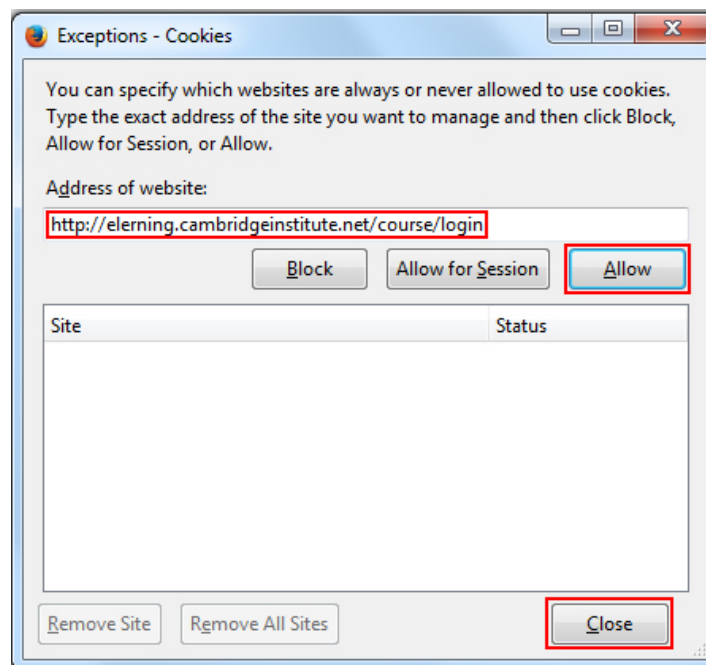 Exceptions - Cookies
You can specify which websites are always or never allowed to use cookies.
Type the exact address of the site you want to manage and then click Block,
Allow for Session, or Allow.
Address of website:
http://elerning.cambridgeinstitute.net/course/login
Block Allow for Session Allow
Site Status
Remove Site Remove All Sites Close